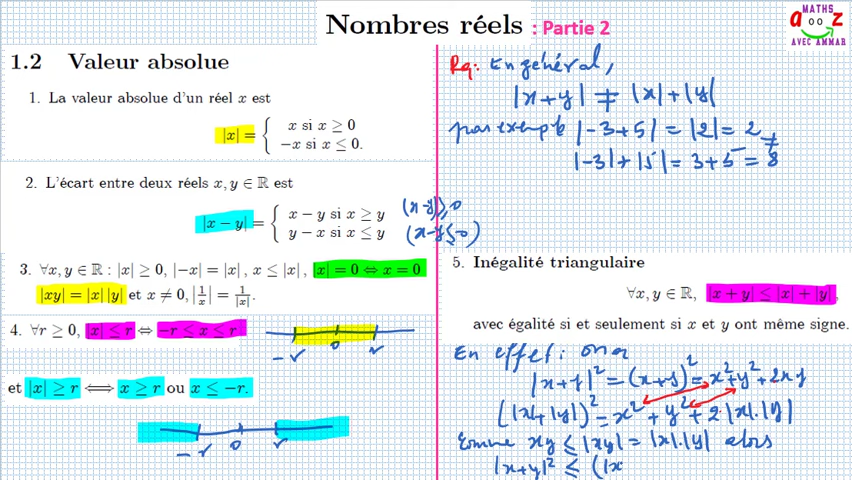 Nombres réels : Partie 2
MATHS
a oo z
AVEC AMMAR
1.2 Valeur absolue
1. La valeur absolue d'un réel x est
|x| = { x si x ≥ 0
−x si x ≤ 0.
2. L'écart entre deux réels x, y ∈ ℝ est
|x − y| = { x − y si x ≥ y (x-y) ≥ 0
y − x si x ≤ y (x-y ≤ 0)
3. ∀x, y ∈ ℝ : |x| ≥ 0, |−x| = |x|, x ≤ |x|, |x| = 0 ⇔ x = 0
|xy| = |x| |y| et x ≠ 0, |1/x| = 1/|x|.
4. ∀r ≥ 0, |x| ≤ r ⇔ −r ≤ x ≤ r
-r 0 r
et |x| ≥ r ⟺ x ≥ r ou x ≤ −r.
-r 0 r
Rq: En général,
|x+y| ≠ |x|+|y|
par exemple |-3+5| = |2| = 2
≠
|-3|+|5| = 3+5 = 8
5. Inégalité triangulaire
∀x, y ∈ ℝ, |x + y| ≤ |x| + |y|,
avec égalité si et seulement si x et y ont même signe.
En effet : on a
|x+y|² = (x+y)² = x²+y²+2xy
(|x|+|y|)² = x²+y²+2.|x|.|y|
Comme xy ≤ |xy| = |x|.|y| alors
|x+y|² ≤ (|x